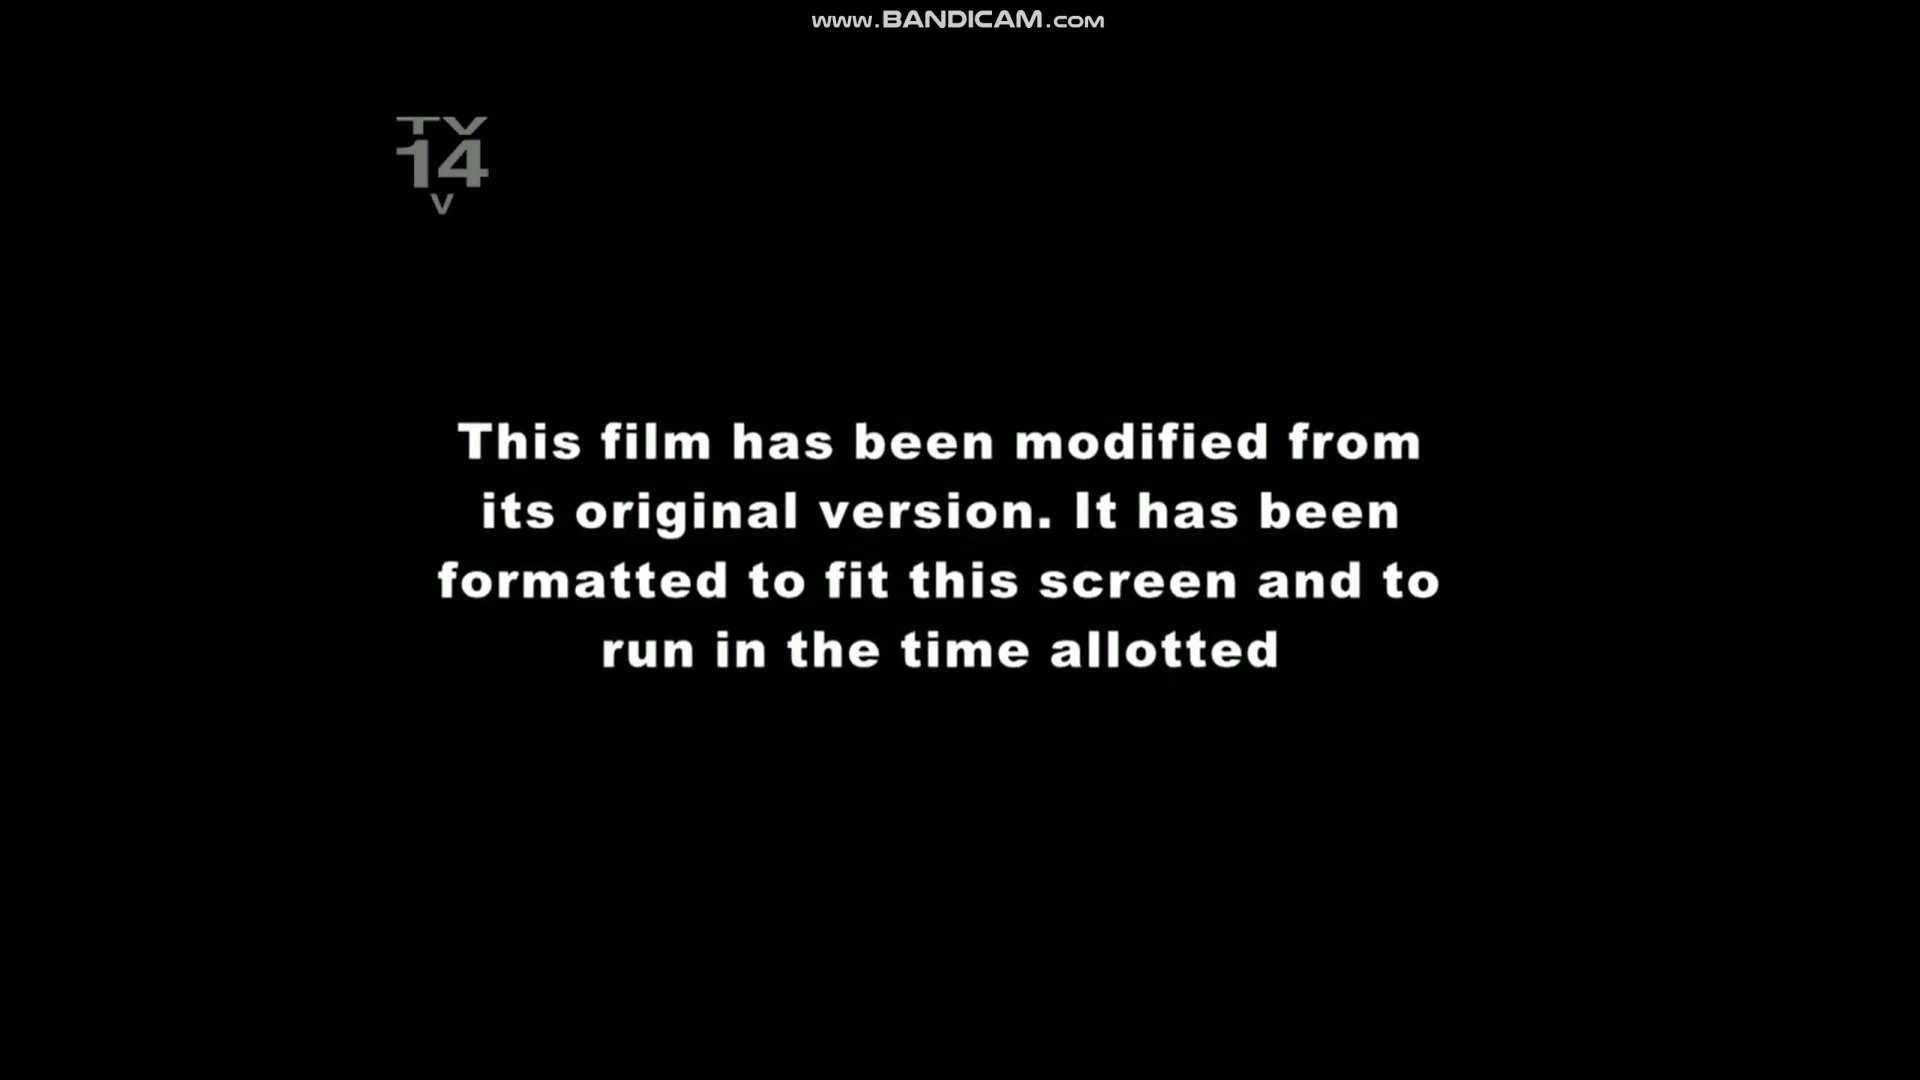 www.BANDICAM.com
TV
14
V
This film has been modified from
its original version. It has been
formatted to fit this screen and to
run in the time allotted